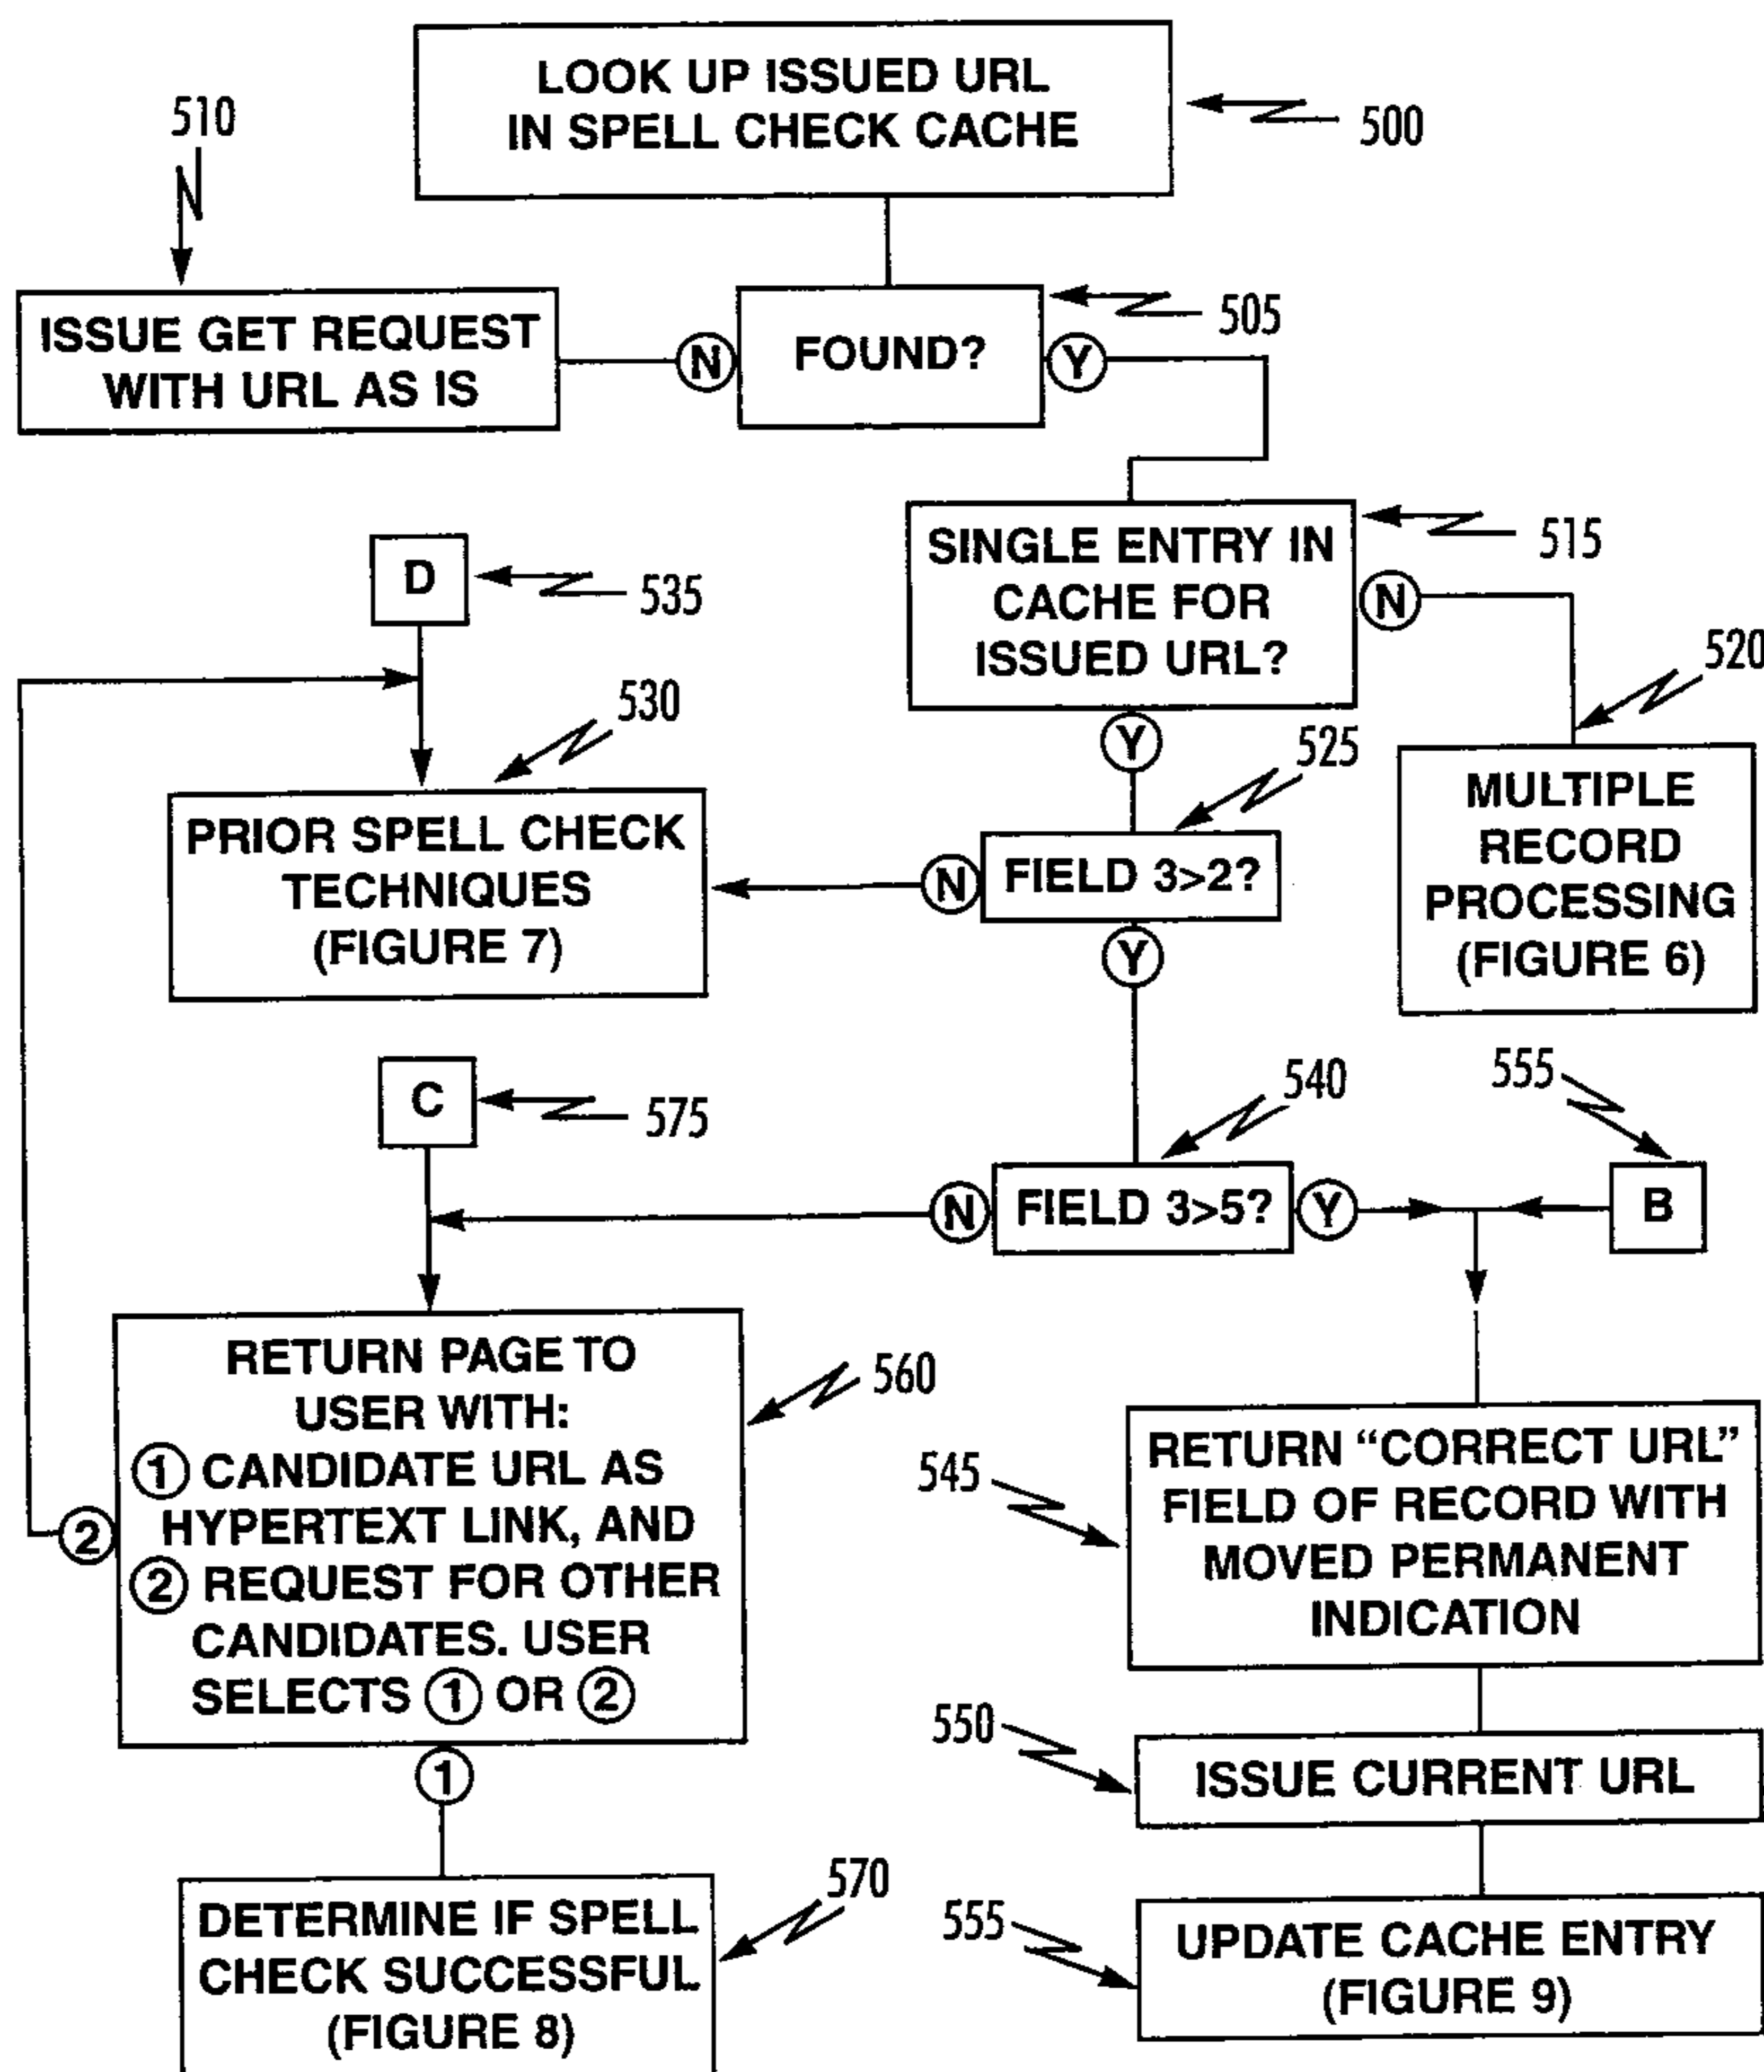 LOOK UP ISSUED URL
IN SPELL CHECK CACHE
500
510
ISSUE GET REQUEST
WITH URL AS IS
N
FOUND?
Y
505
SINGLE ENTRY IN
CACHE FOR
ISSUED URL?
515
N
D
535
520
MULTIPLE
RECORD
PROCESSING
(FIGURE 6)
530
PRIOR SPELL CHECK
TECHNIQUES
(FIGURE 7)
Y
525
N
FIELD 3>2?
Y
C
575
540
555
N
FIELD 3>5?
Y
B
RETURN PAGE TO
USER WITH:
1 CANDIDATE URL AS
HYPERTEXT LINK, AND
2 REQUEST FOR OTHER
CANDIDATES. USER
SELECTS 1 OR 2
560
2
1
545
RETURN “CORRECT URL”
FIELD OF RECORD WITH
MOVED PERMANENT
INDICATION
550
ISSUE CURRENT URL
570
DETERMINE IF SPELL
CHECK SUCCESSFUL
(FIGURE 8)
555
UPDATE CACHE ENTRY
(FIGURE 9)